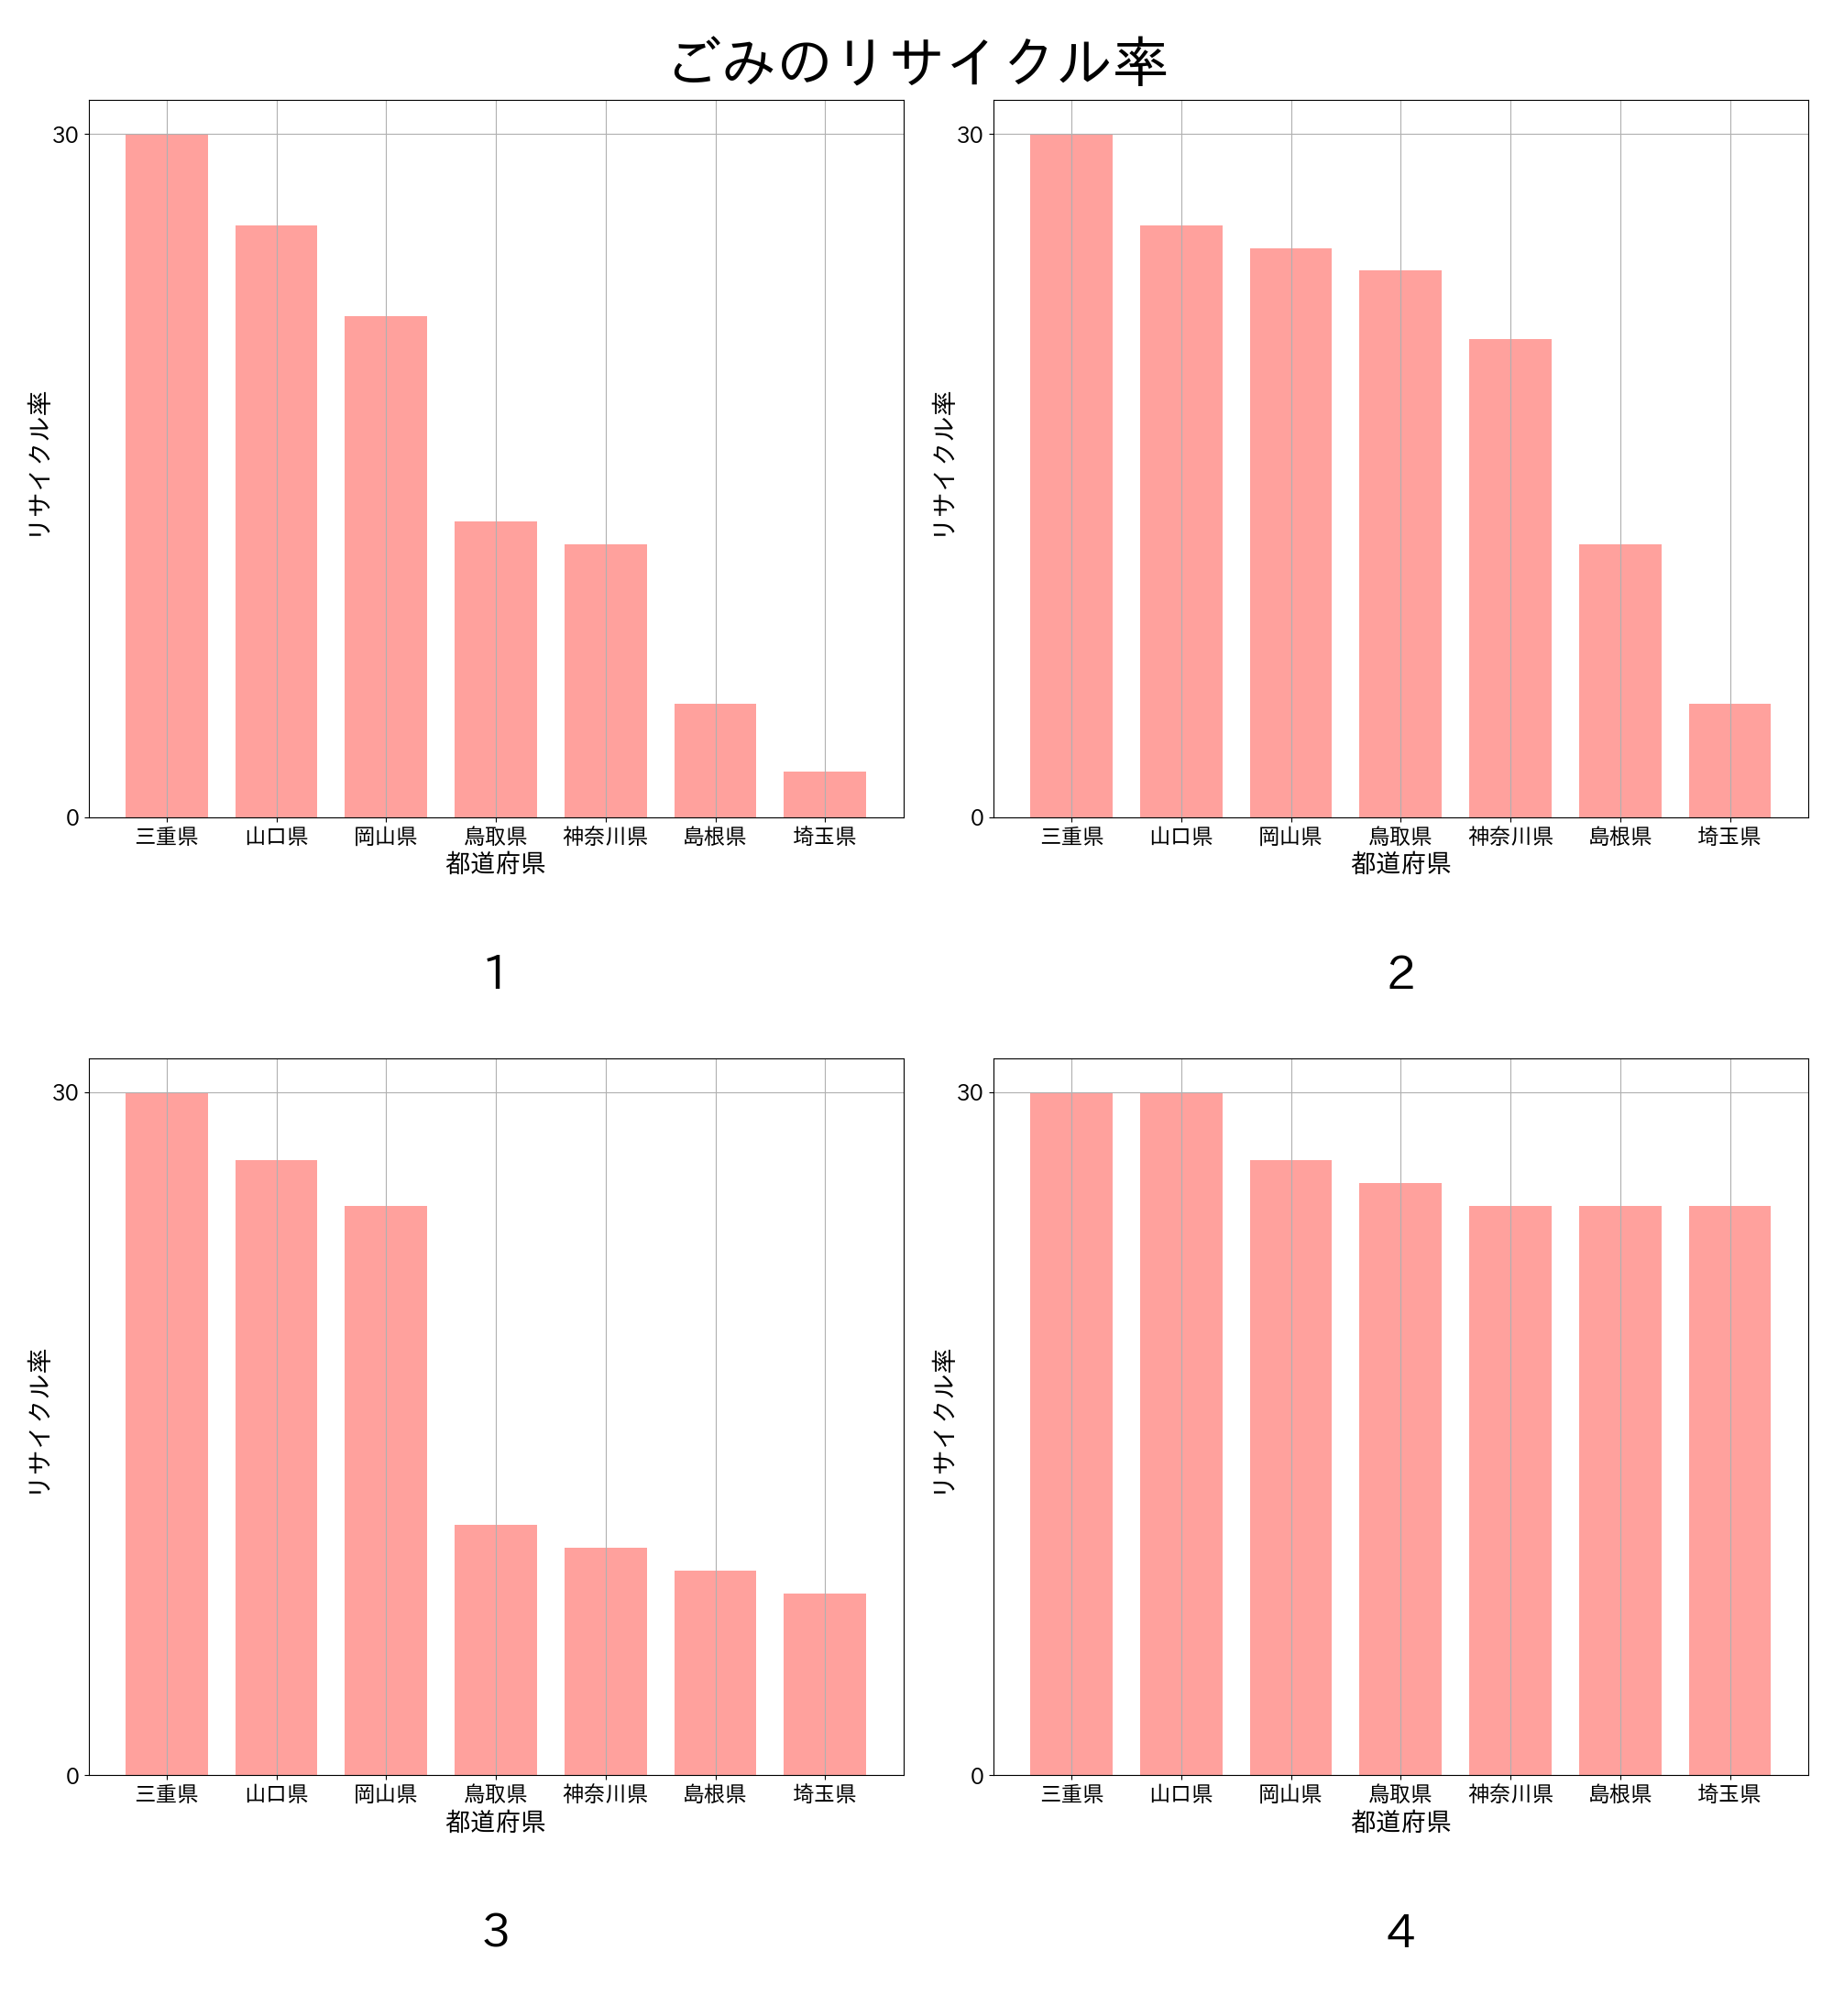 ごみのリサイクル率
30
0
リサイクル率
三重県 山口県 岡山県 鳥取県 神奈川県 島根県 埼玉県
都道府県
1
30
0
リサイクル率
三重県 山口県 岡山県 鳥取県 神奈川県 島根県 埼玉県
都道府県
2
30
0
リサイクル率
三重県 山口県 岡山県 鳥取県 神奈川県 島根県 埼玉県
都道府県
3
30
0
リサイクル率
三重県 山口県 岡山県 鳥取県 神奈川県 島根県 埼玉県
都道府県
4